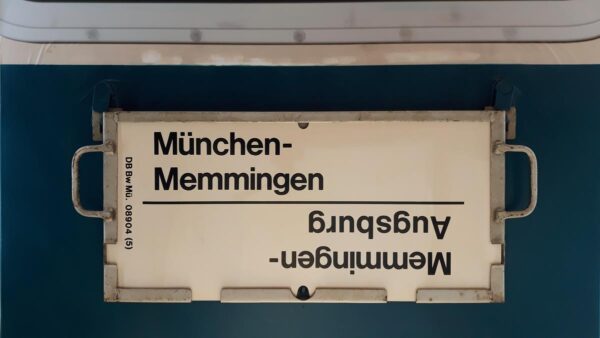 München-
Memmingen
Memmingen-
Augsburg
DB Bw Mü. 08904 (5)